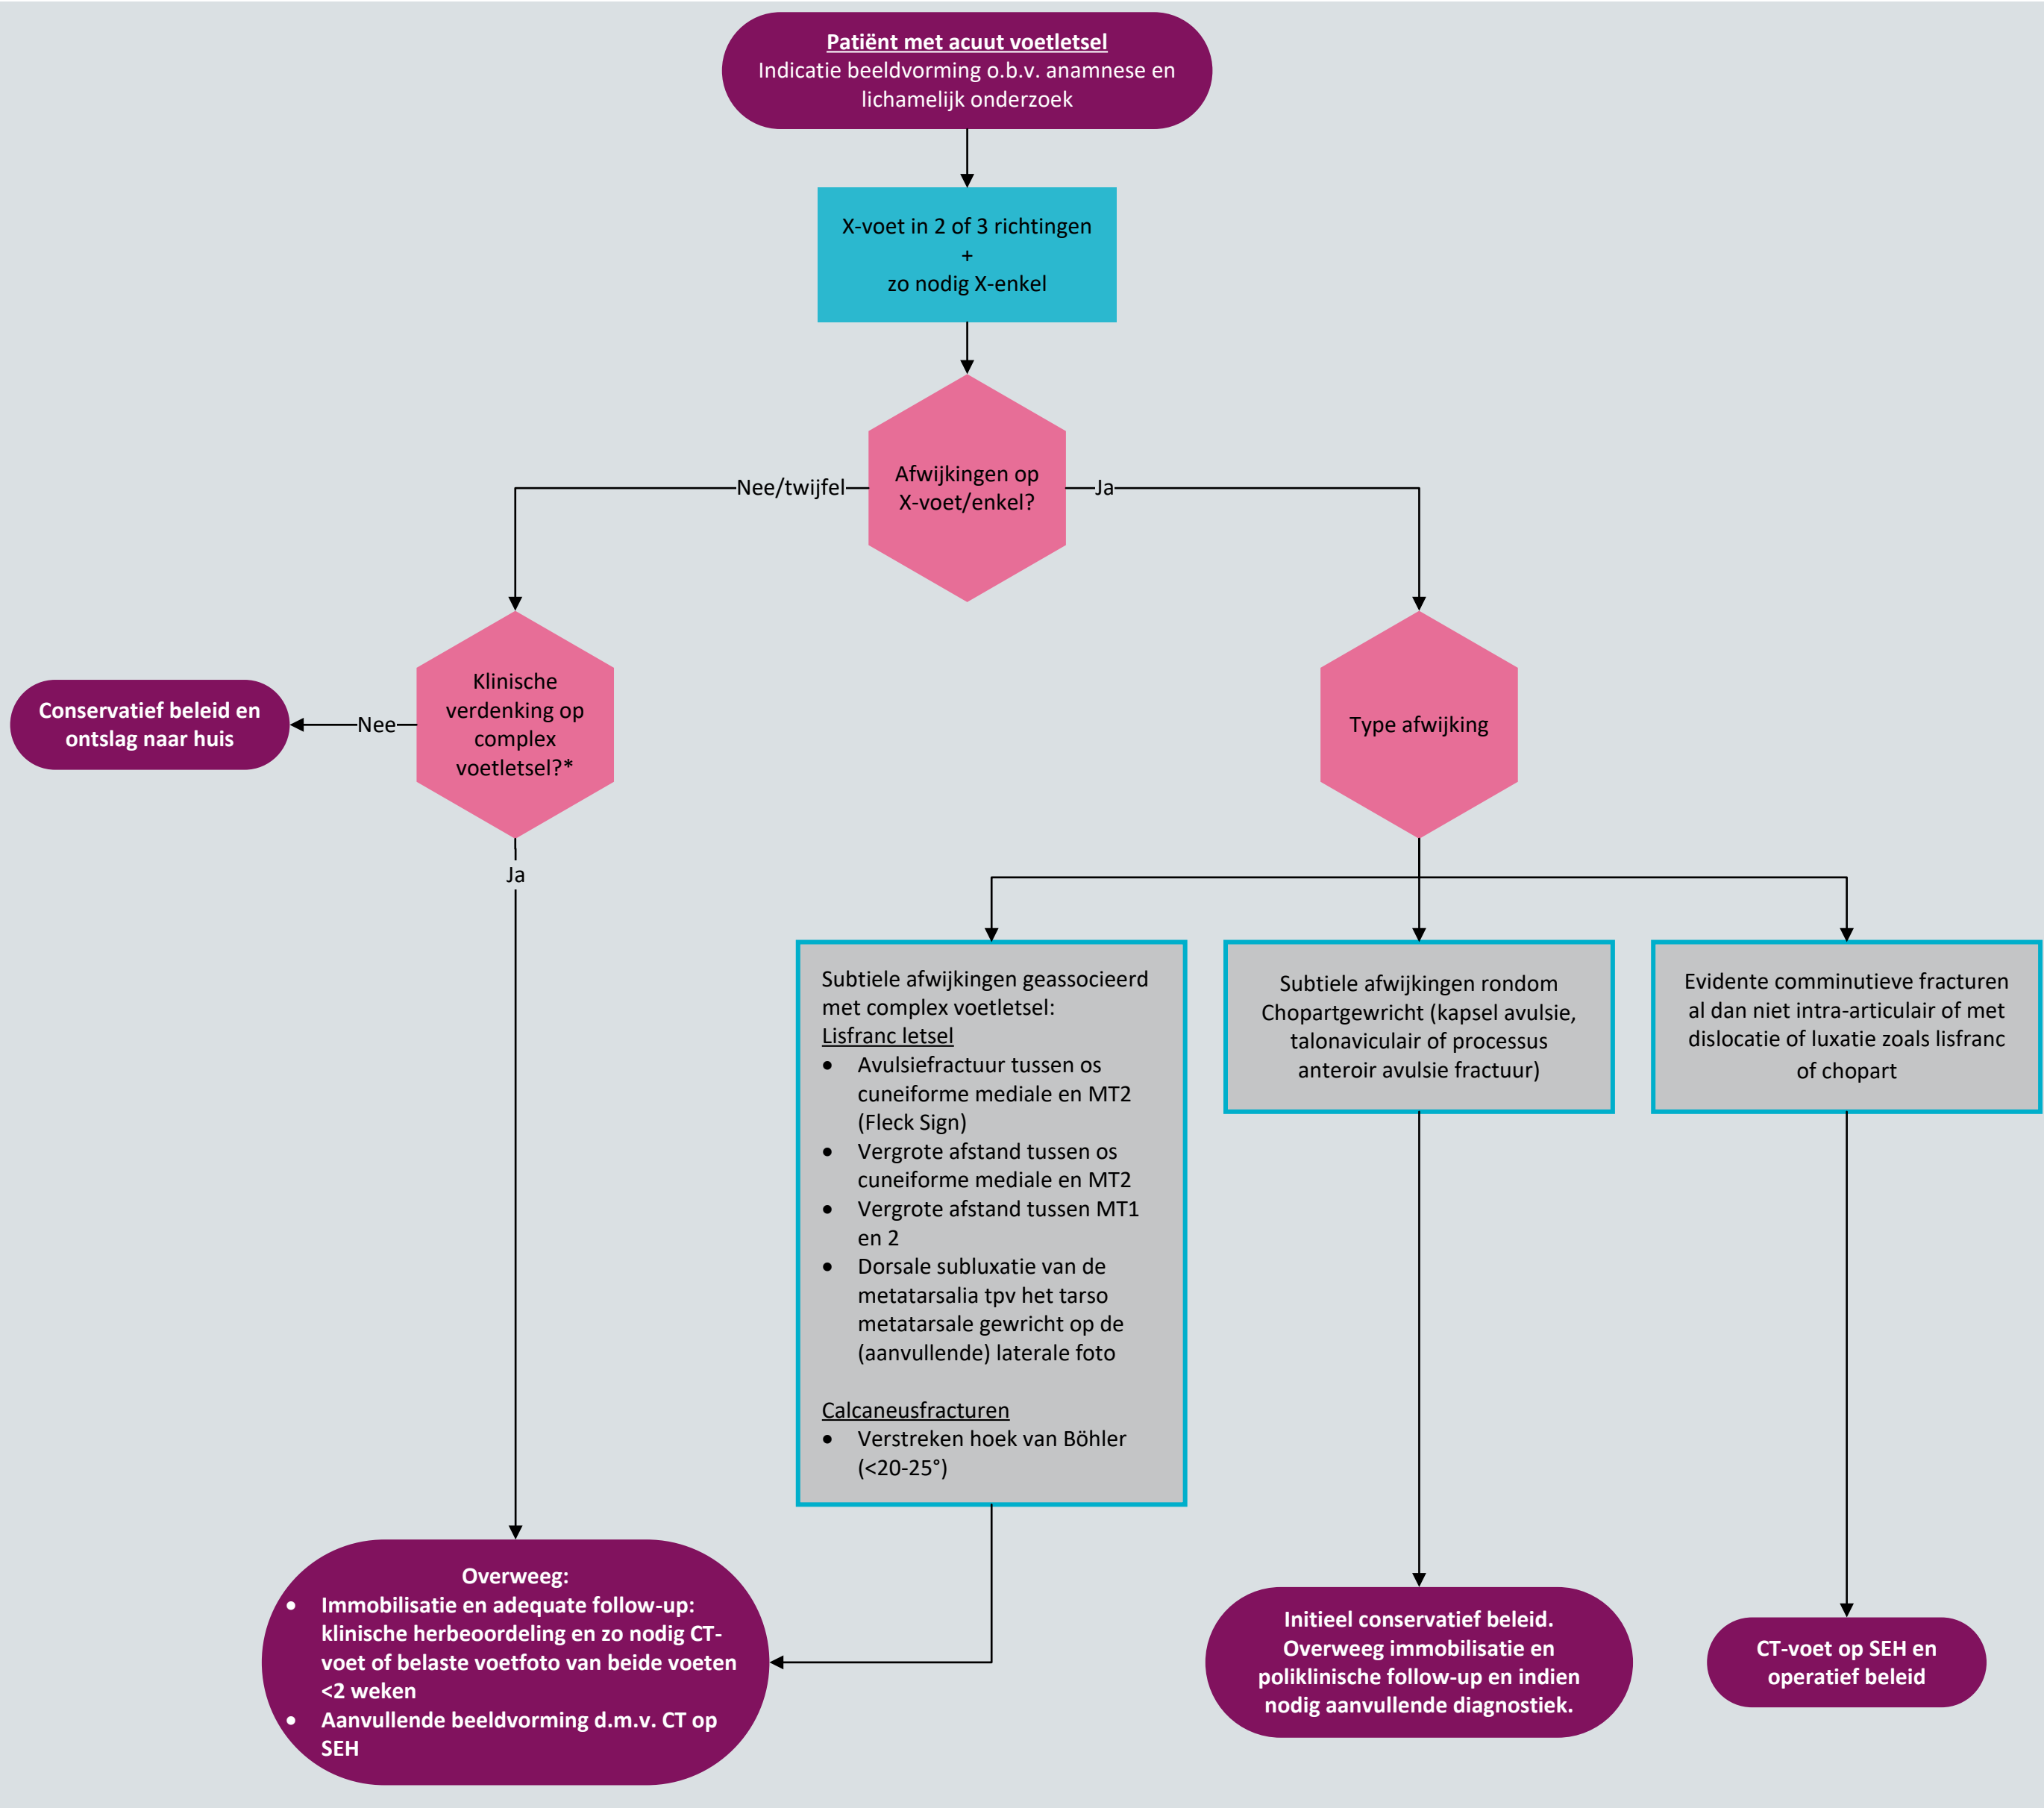 Patiënt met acuut voetletsel
Indicatie beeldvorming o.b.v. anamnese en
lichamelijk onderzoek
X-voet in 2 of 3 richtingen
+
zo nodig X-enkel
Afwijkingen op
X-voet/enkel?
Nee/twijfel
Ja
Klinische
verdenking op
complex
voetletsel?*
Nee
Conservatief beleid en
ontslag naar huis
Ja
Type afwijking
Subtiele afwijkingen geassocieerd
met complex voetletsel:
Lisfranc letsel
• Avulsiefractuur tussen os
cuneiforme mediale en MT2
(Fleck Sign)
• Vergrote afstand tussen os
cuneiforme mediale en MT2
• Vergrote afstand tussen MT1
en 2
• Dorsale subluxatie van de
metatarsalia tpv het tarso
metatarsale gewricht op de
(aanvullende) laterale foto
Calcaneusfracturen
• Verstreken hoek van Böhler
(<20-25°)
Subtiele afwijkingen rondom
Chopartgewricht (kapsel avulsie,
talonaviculair of processus
anteroir avulsie fractuur)
Evidente comminutieve fracturen
al dan niet intra-articulair of met
dislocatie of luxatie zoals lisfranc
of chopart
Overweeg:
• Immobilisatie en adequate follow-up:
klinische herbeoordeling en zo nodig CT-
voet of belaste voetfoto van beide voeten
<2 weken
• Aanvullende beeldvorming d.m.v. CT op
SEH
Initieel conservatief beleid.
Overweeg immobilisatie en
poliklinische follow-up en indien
nodig aanvullende diagnostiek.
CT-voet op SEH en
operatief beleid